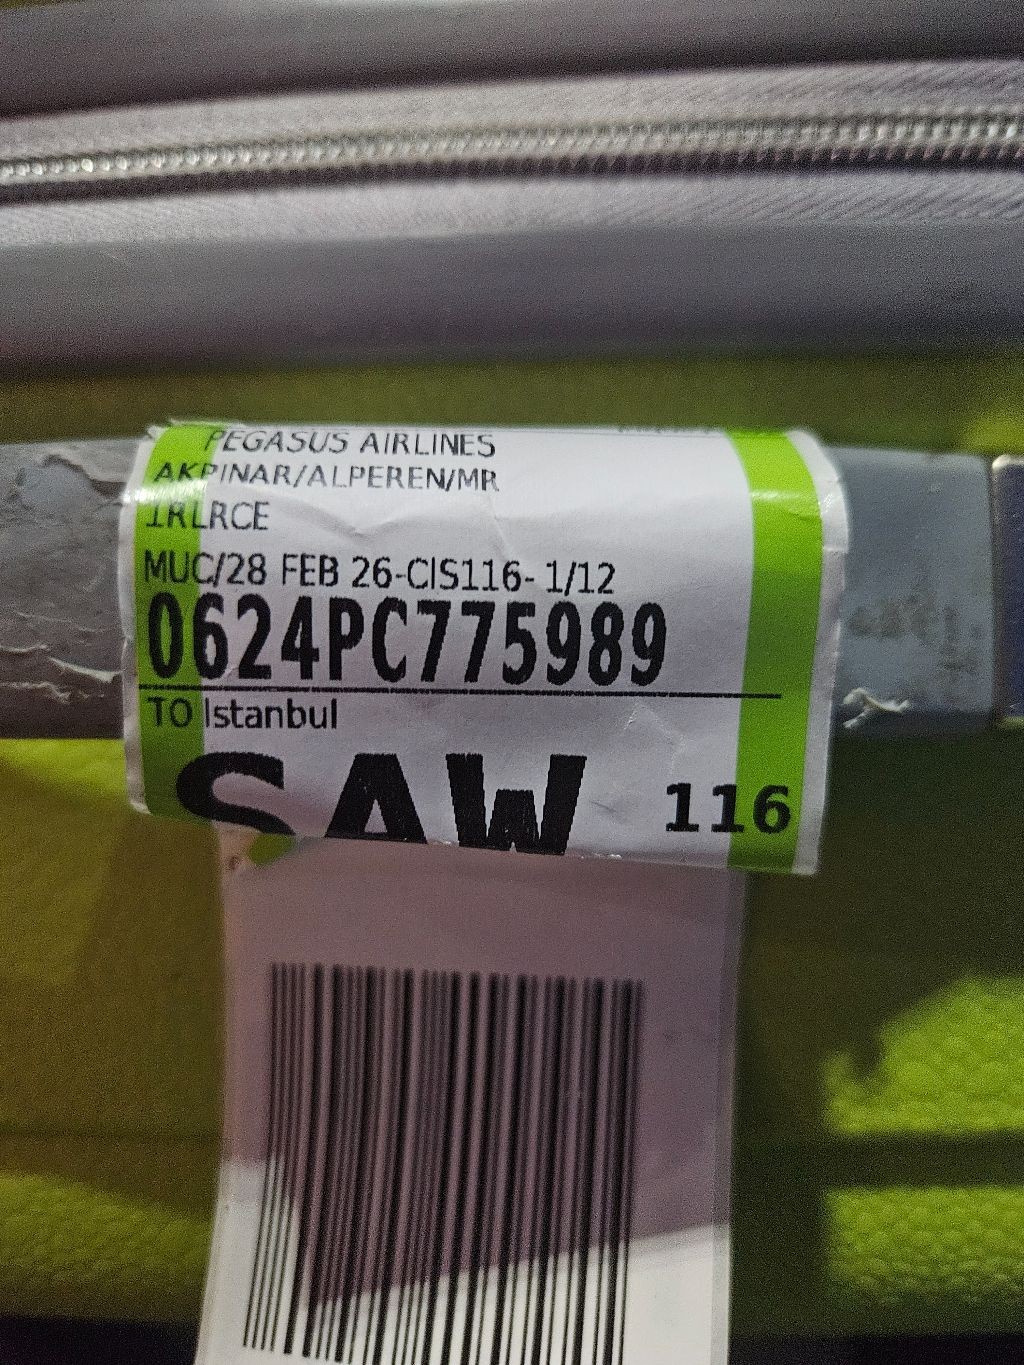 PEGASUS AIRLINES
AKPINAR/ALPEREN/MR
1RLRCE
MUC/28 FEB 26-CIS116- 1/12
0624PC775989
TO Istanbul
SAW 116